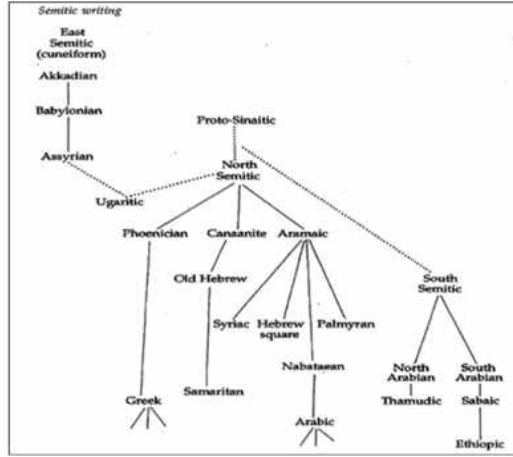 Semitic writing
East
Semitic
(cuneiform)
Akkadian
Babylonian
Proto-Sinaitic
Assyrian
North
Semitic
Ugaritic
Phoenician Canaanite Aramaic
Old Hebrew
South
Semitic
Syriac Hebrew square Palmyran
Nabataean
North Arabian
South Arabian
Samaritan
Greek
Thamudic Sabaic
Arabic
Ethiopic